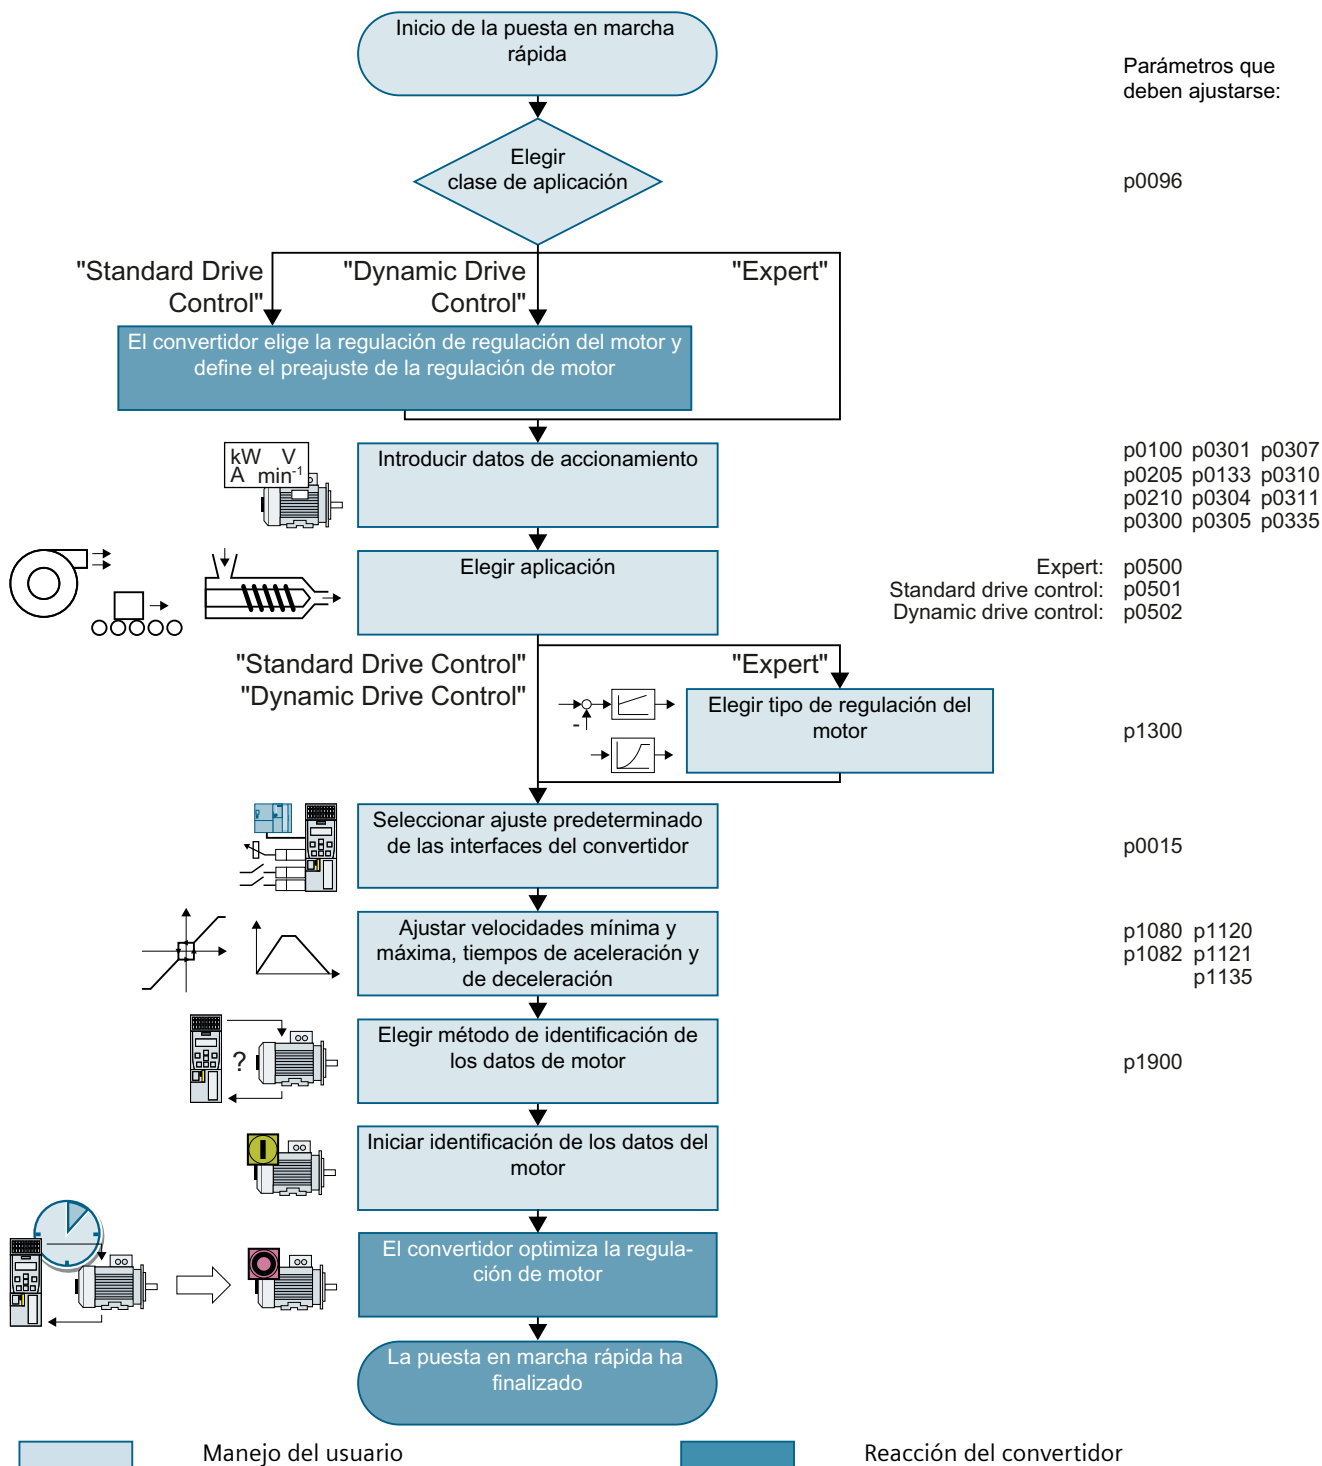 Inicio de la puesta en marcha
rápida
Parámetros que
deben ajustarse:
Elegir
clase de aplicación
p0096
"Standard Drive
Control"
"Dynamic Drive
Control"
"Expert"
El convertidor elige la regulación de regulación del motor y
define el preajuste de la regulación de motor
kW V
A min-1
Introducir datos de accionamiento
p0100 p0301 p0307
p0205 p0133 p0310
p0210 p0304 p0311
p0300 p0305 p0335
Elegir aplicación
Expert: p0500
Standard drive control: p0501
Dynamic drive control: p0502
"Standard Drive Control"
"Dynamic Drive Control"
"Expert"
-
Elegir tipo de regulación del
motor
p1300
Seleccionar ajuste predeterminado
de las interfaces del convertidor
p0015
Ajustar velocidades mínima y
máxima, tiempos de aceleración y
de deceleración
p1080 p1120
p1082 p1121
p1135
?
Elegir método de identificación de
los datos de motor
p1900
Iniciar identificación de los datos del
motor
El convertidor optimiza la regula-
ción de motor
La puesta en marcha rápida ha
finalizado
Manejo del usuario
Reacción del convertidor